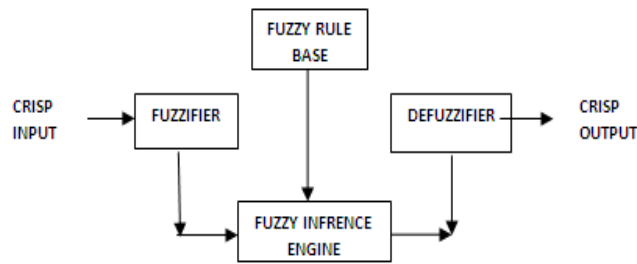 FUZZY RULE
BASE
CRISP
INPUT
FUZZIFIER
DEFUZZIFIER
CRISP
OUTPUT
FUZZY INFRENCE
ENGINE